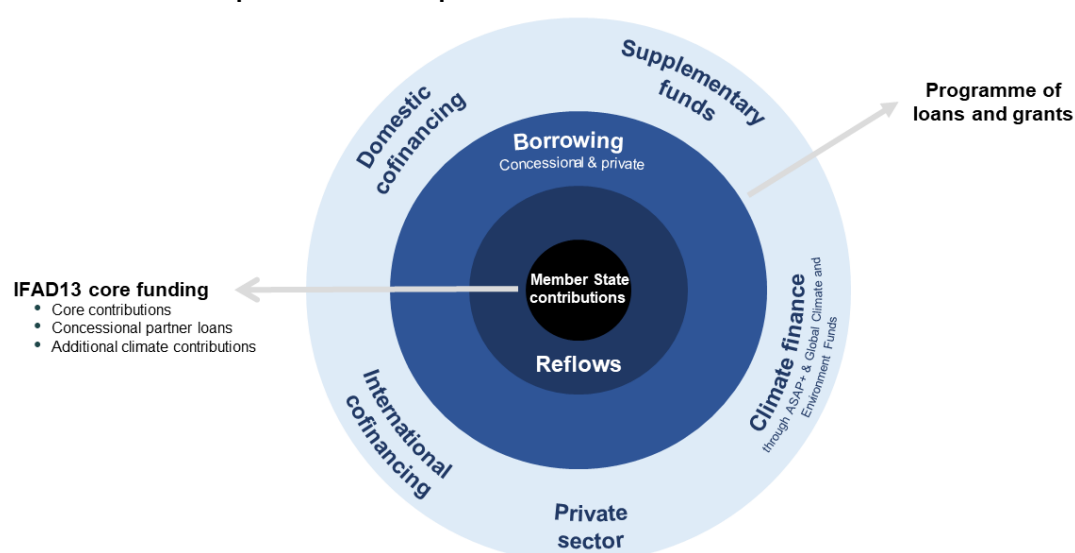 Supplementary
funds
Domestic
cofinancing
Programme of
loans and grants
Borrowing
Concessional & private
Member State
contributions
IFAD13 core funding
• Core contributions
• Concessional partner loans
• Additional climate contributions
Reflows
Climate finance
through ASAP+ & Global Climate and
Environment Funds
International
cofinancing
Private
sector